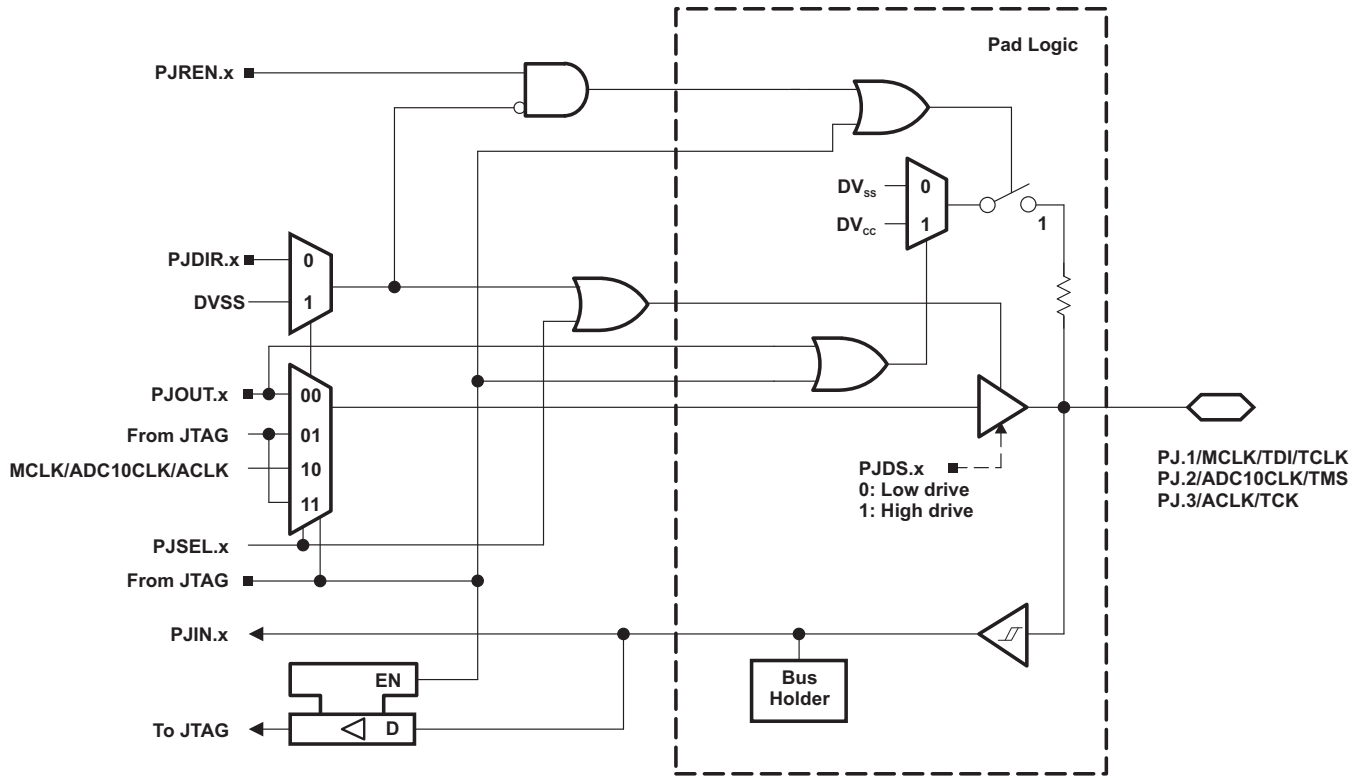 Pad Logic
PJREN.x
DVss
0
DVcc
1
1
PJDIR.x
0
DVSS
1
PJOUT.x
00
From JTAG
01
MCLK/ADC10CLK/ACLK
10
11
PJDS.x
0: Low drive
1: High drive
PJ.1/MCLK/TDI/TCLK
PJ.2/ADC10CLK/TMS
PJ.3/ACLK/TCK
PJSEL.x
From JTAG
PJIN.x
EN
Bus
Holder
To JTAG
D